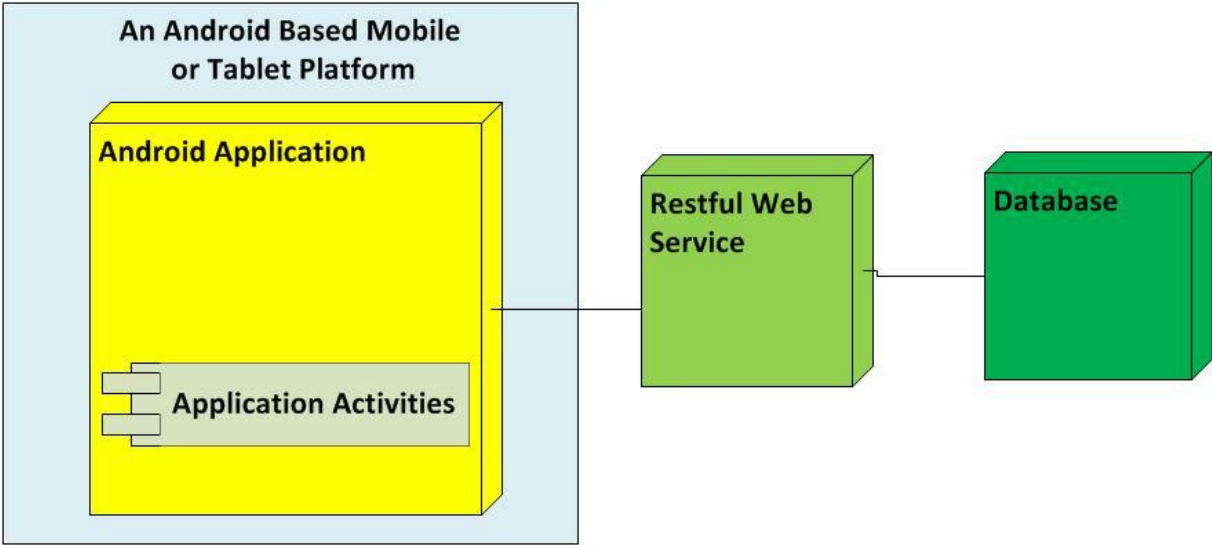 An Android Based Mobile
or Tablet Platform
Android Application
Application Activities
Restful Web
Service
Database